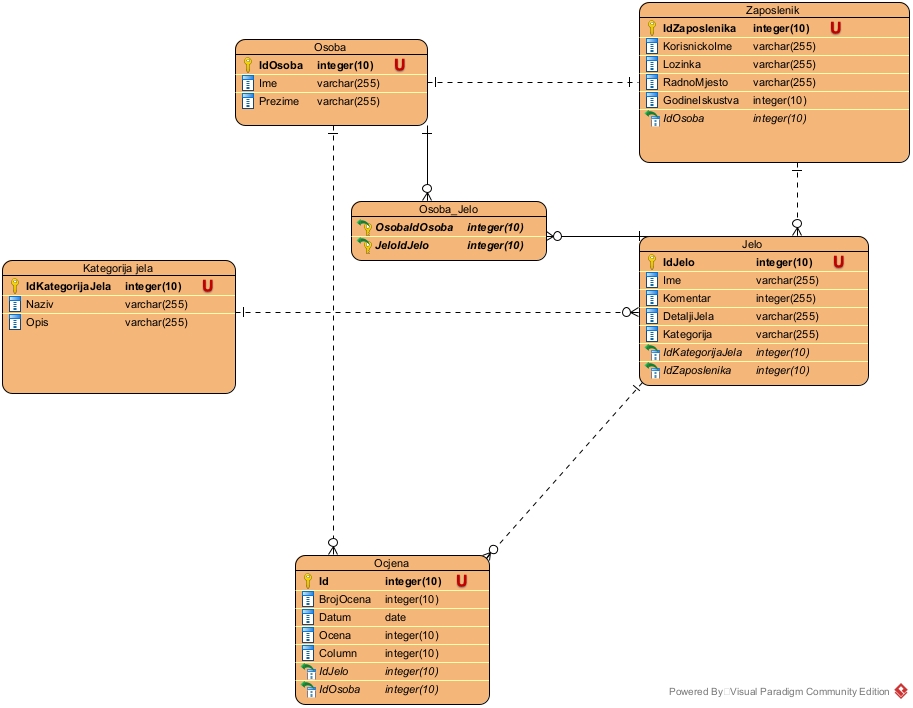 Zaposlenik
IdZaposlenika integer(10) U
KorisnickoIme varchar(255)
Lozinka varchar(255)
RadnoMjesto varchar(255)
GodineIskustva integer(10)
IdOsoba integer(10)
Osoba
IdOsoba integer(10) U
Ime varchar(255)
Prezime varchar(255)
Osoba_Jelo
OsobaIdOsoba integer(10)
JeloIdJelo integer(10)
Jelo
IdJelo integer(10) U
Ime varchar(255)
Komentar integer(255)
DetaljiJela varchar(255)
Kategorija varchar(255)
IdKategorijaJela integer(10)
IdZaposlenika integer(10)
Kategorija jela
IdKategorijaJela integer(10) U
Naziv varchar(255)
Opis varchar(255)
Ocjena
Id integer(10) U
BrojOcena integer(10)
Datum date
Ocena integer(10)
Column integer(10)
IdJelo integer(10)
IdOsoba integer(10)
Powered By Visual Paradigm Community Edition